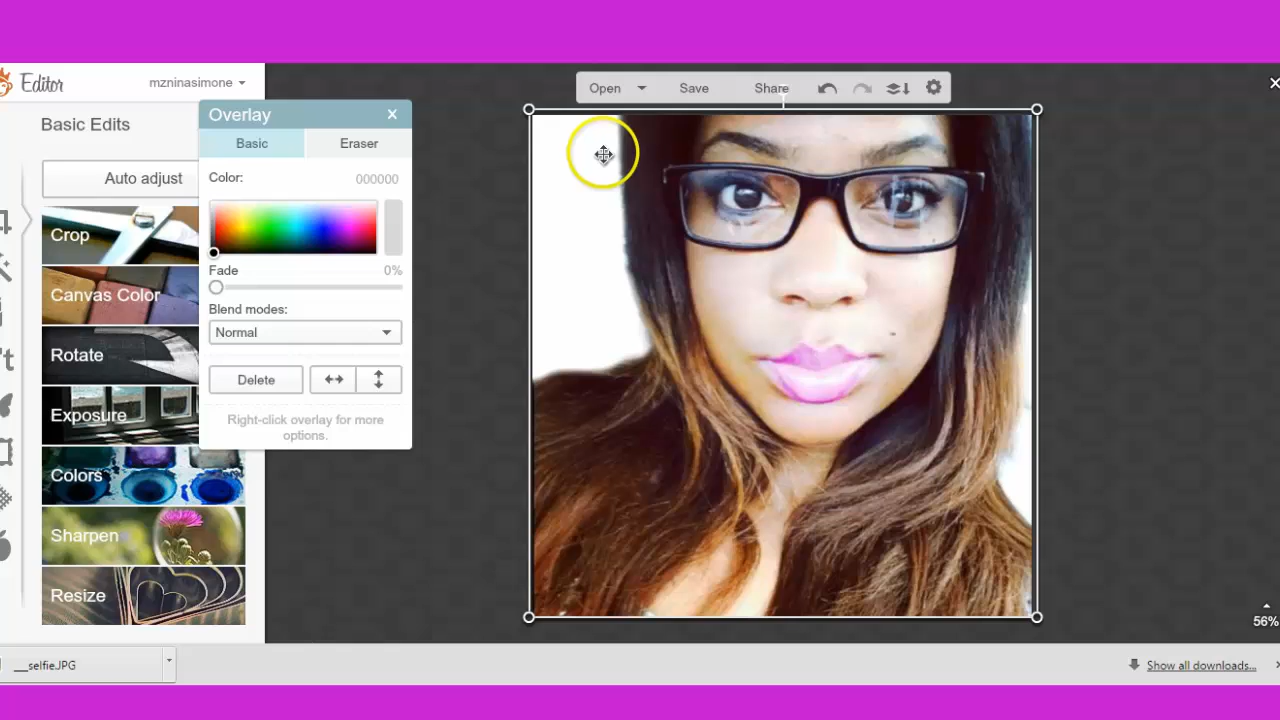 Editor
mzninasimone
Open
Save
Share
Overlay
Basic Edits
Basic
Eraser
Auto adjust
Color:
000000
Crop
Fade
0%
Canvas Color
Blend modes:
Normal
Rotate
Delete
Exposure
Right-click overlay for more
options.
Colors
Sharpen
Resize
56%
__selfie.JPG
Show all downloads...